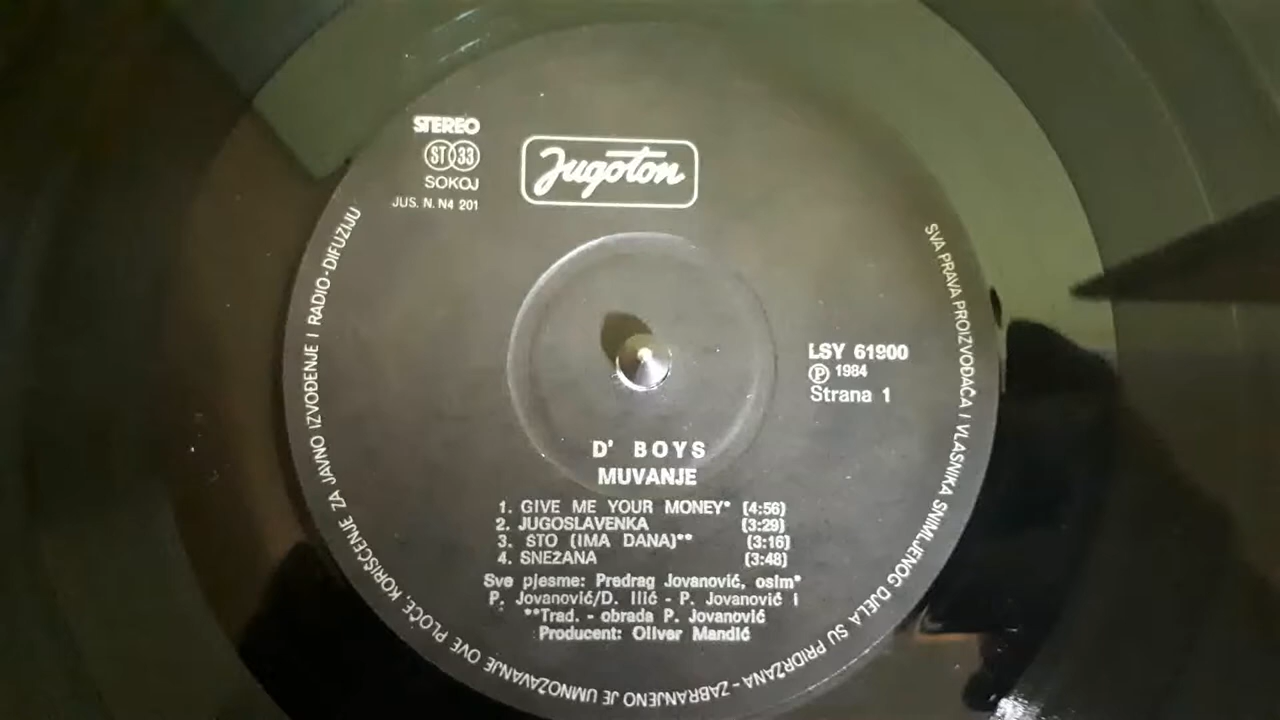 STEREO
ST 33
SOKOJ
JUS. N. N4 201
Jugoton
LSY 61900
Ⓟ 1984
Strana 1
D' BOYS
MUVANJE
1. GIVE ME YOUR MONEY* (4:56)
2. JUGOSLAVENKA (3:29)
3. STO (IMA DANA)** (3:16)
4. SNEŽANA (3:48)
Sve pjesme: Predrag Jovanović, osim*
P. Jovanović/D. Ilić - P. Jovanović i
**Trad. - obrada P. Jovanović
Producent: Oliver Mandić
SVA PRAVA PROIZVOĐAČA I VLASNIKA SNIMLJENOG DJELA SU PRIDRŽANA - ZABRANJENO JE UMNOŽAVANJE OVE PLOČE, KORIŠĆENJE ZA JAVNO IZVOĐENJE I RADIO-DIFUZIJU